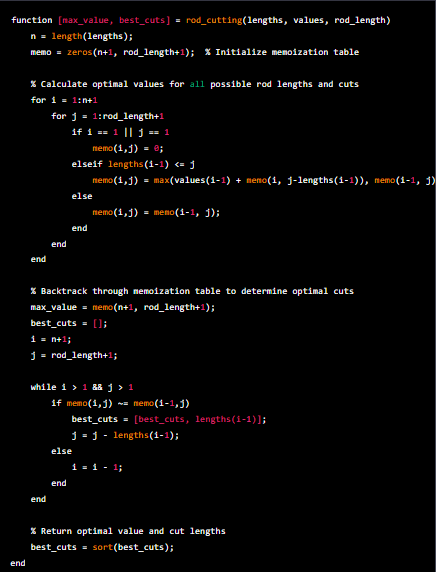 function [max_value, best_cuts] = rod_cutting(lengths, values, rod_length)
    n = length(lengths);
    memo = zeros(n+1, rod_length+1);  % Initialize memoization table

    % Calculate optimal values for all possible rod lengths and cuts
    for i = 1:n+1
        for j = 1:rod_length+1
            if i == 1 || j == 1
                memo(i,j) = 0;
            elseif lengths(i-1) <= j
                memo(i,j) = max(values(i-1) + memo(i, j-lengths(i-1)), memo(i-1, j)
            else
                memo(i,j) = memo(i-1, j);
            end
        end
    end

    % Backtrack through memoization table to determine optimal cuts
    max_value = memo(n+1, rod_length+1);
    best_cuts = [];
    i = n+1;
    j = rod_length+1;

    while i > 1 && j > 1
        if memo(i,j) ~= memo(i-1,j)
            best_cuts = [best_cuts, lengths(i-1)];
            j = j - lengths(i-1);
        else
            i = i - 1;
        end
    end

    % Return optimal value and cut lengths
    best_cuts = sort(best_cuts);
end